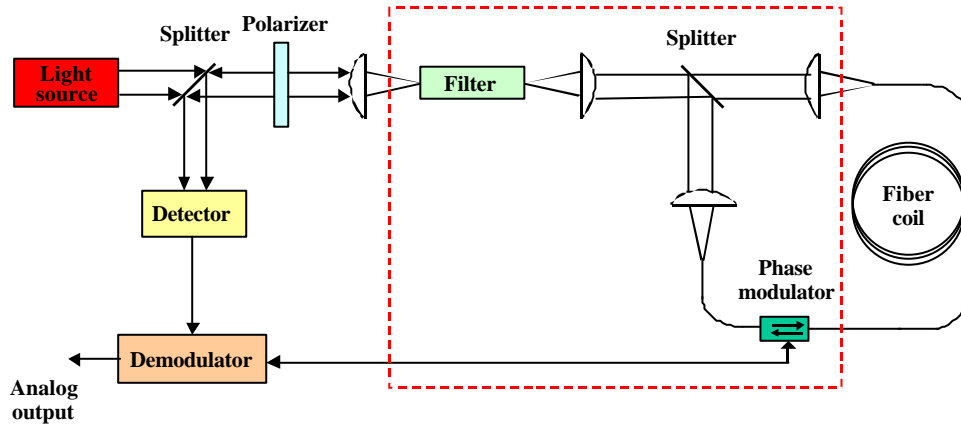 Splitter
Polarizer
Splitter
Light
source
Filter
Detector
Fiber
coil
Phase
modulator
Demodulator
Analog
output